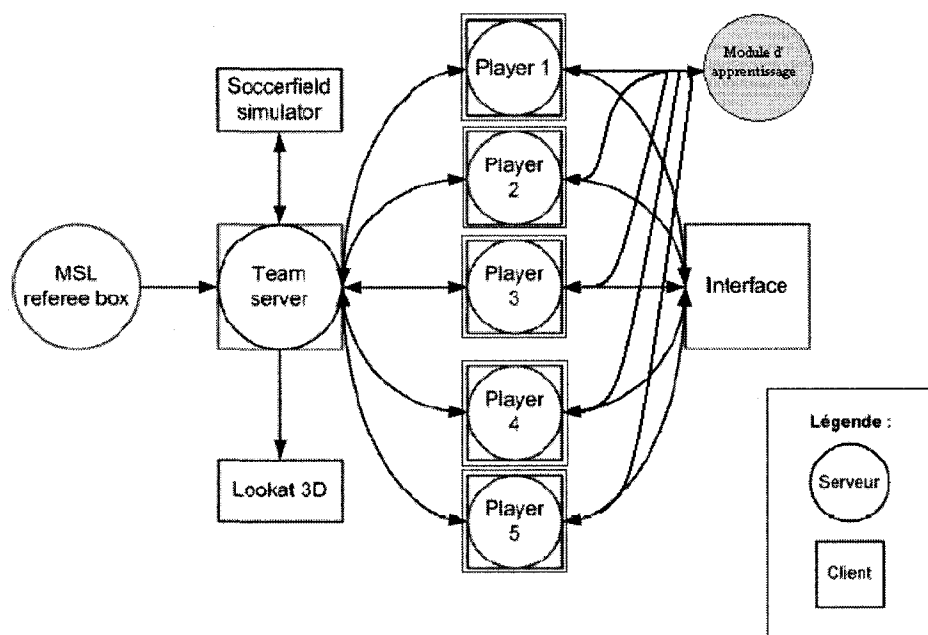 Player 1
Module d'
apprentissage
Soccerfield
simulator
Player
2
MSL
referee box
Team
server
Player
3
Interface
Player
4
Légende :
Lookat 3D
Serveur
Player
5
Client